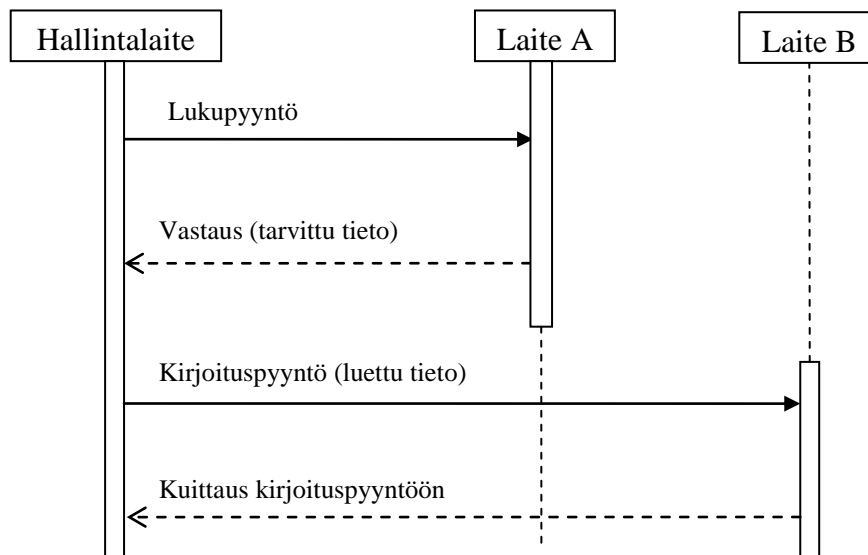 Hallintalaite
Laite A
Laite B
Lukupyyntö
Vastaus (tarvittu tieto)
Kirjoituspyyntö (luettu tieto)
Kuittaus kirjoituspyyntöön